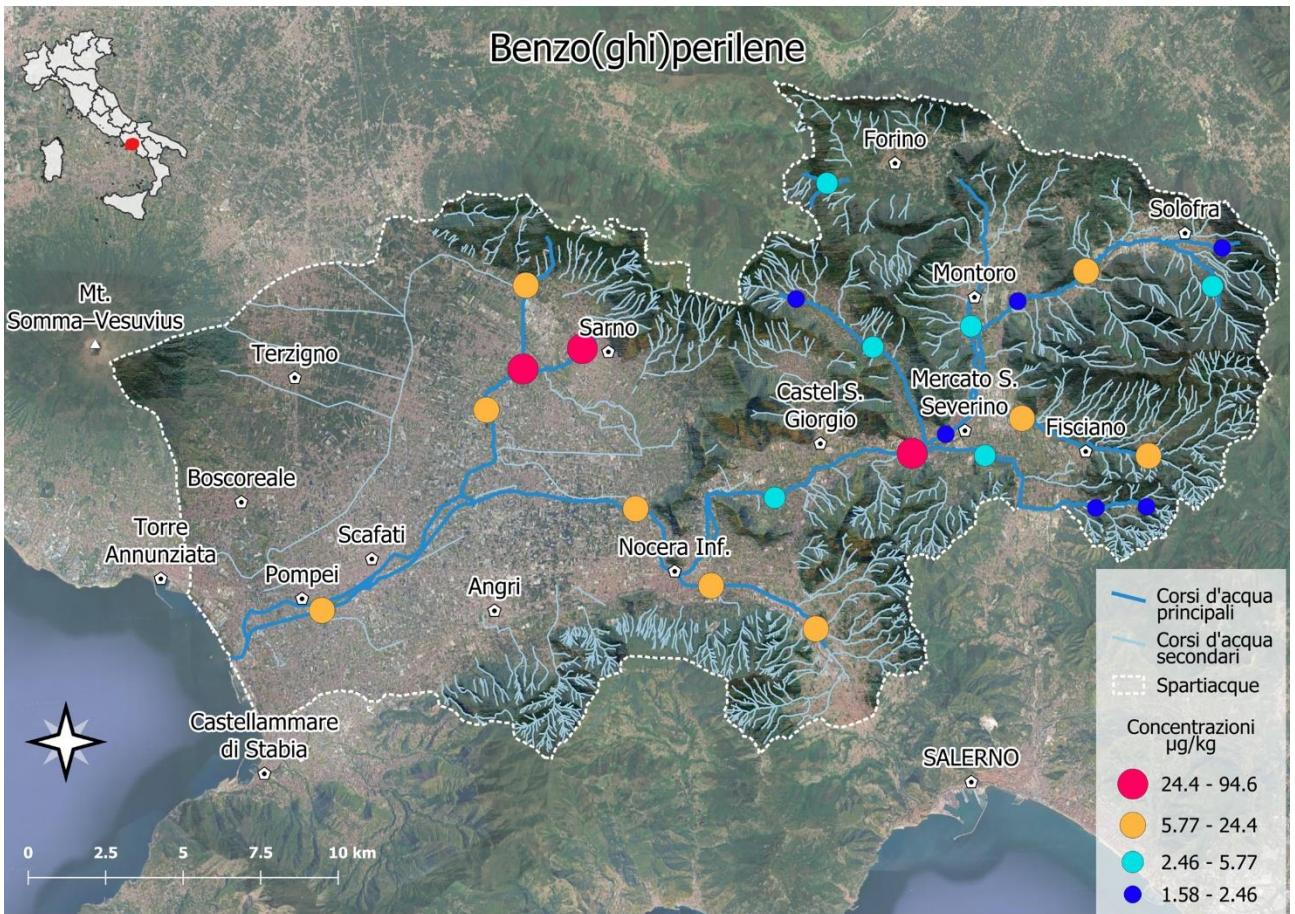 Benzo(ghi)perilene
Forino
Solofra
Montoro
Mt.
Somma–Vesuvius
Sarno
Terzigno
Castel S.
Giorgio
Mercato S.
Severino
Fisciano
Boscoreale
Torre
Annunziata
Scafati
Pompei
Nocera Inf.
Angri
Castellammare
di Stabia
SALERNO
0 2.5 5 7.5 10 km
Corsi d'acqua
principali
Corsi d'acqua
secondari
Spartiacque
Concentrazioni
µg/kg
24.4 - 94.6
5.77 - 24.4
2.46 - 5.77
1.58 - 2.46